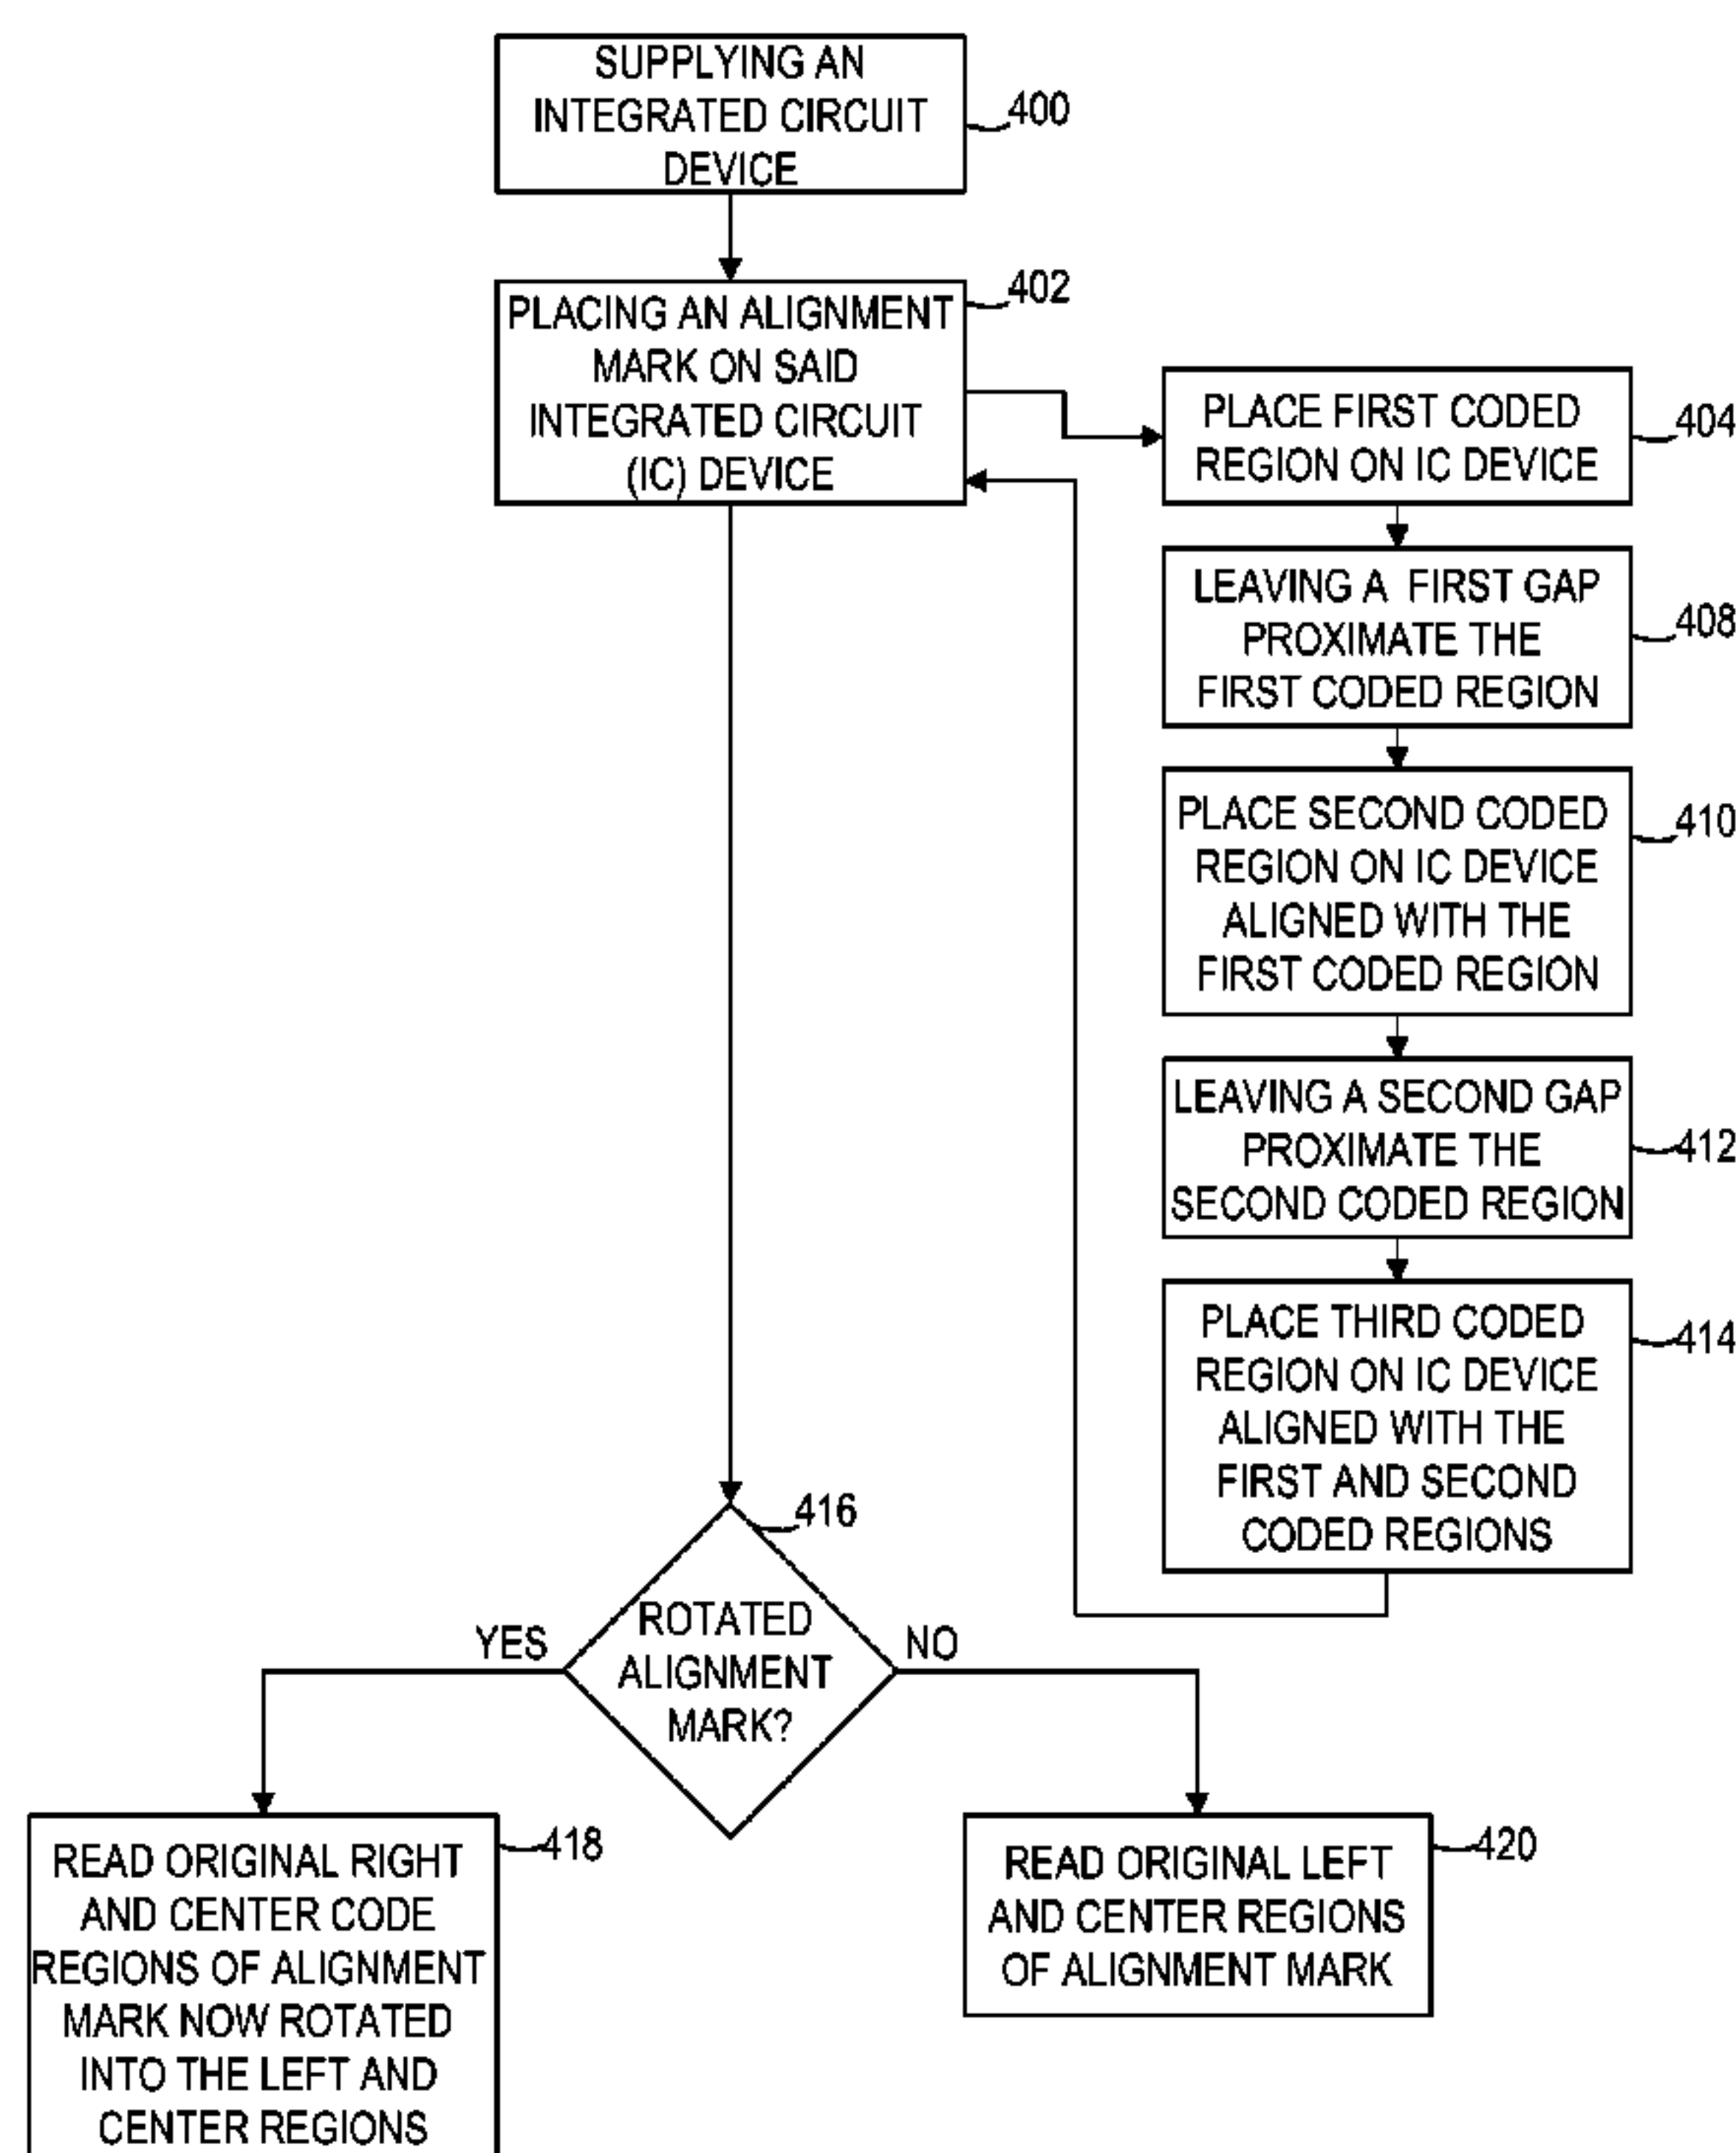 SUPPLYING AN
INTEGRATED CIRCUIT
DEVICE
400
PLACING AN ALIGNMENT
MARK ON SAID
INTEGRATED CIRCUIT
(IC) DEVICE
402
PLACE FIRST CODED
REGION ON IC DEVICE
404
LEAVING A FIRST GAP
PROXIMATE THE
FIRST CODED REGION
408
PLACE SECOND CODED
REGION ON IC DEVICE
ALIGNED WITH THE
FIRST CODED REGION
410
LEAVING A SECOND GAP
PROXIMATE THE
SECOND CODED REGION
412
PLACE THIRD CODED
REGION ON IC DEVICE
ALIGNED WITH THE
FIRST AND SECOND
CODED REGIONS
414
416
ROTATED
ALIGNMENT
MARK?
YES
NO
READ ORIGINAL RIGHT
AND CENTER CODE
REGIONS OF ALIGNMENT
MARK NOW ROTATED
INTO THE LEFT AND
CENTER REGIONS
418
READ ORIGINAL LEFT
AND CENTER REGIONS
OF ALIGNMENT MARK
420